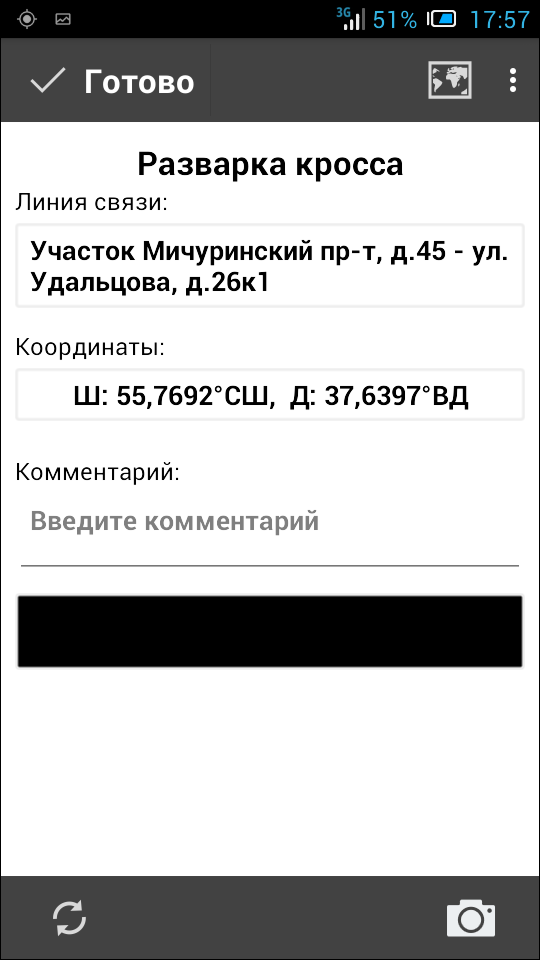 3G 51% 17:57
Готово
Разварка кросса
Линия связи:
Участок Мичуринский пр-т, д.45 - ул.
Удальцова, д.26к1
Координаты:
Ш: 55,7692°СШ, Д: 37,6397°ВД
Комментарий:
Введите комментарий